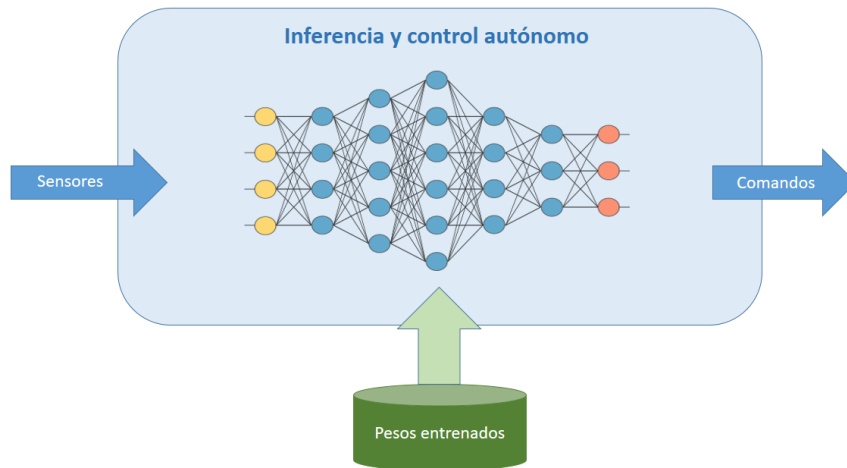 Inferencia y control autónomo
Sensores
Comandos
Pesos entrenados